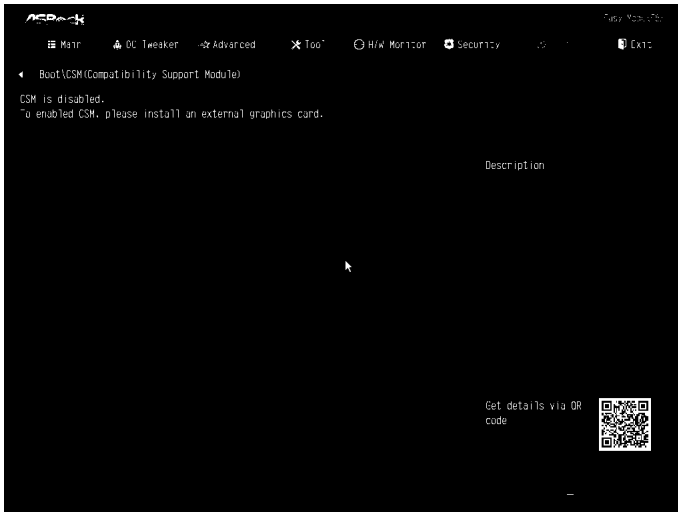 ASRock
Main
OC Tweaker
Advanced
Tool
H/W Monitor
Security
Exit
Boot\CSM(Compatibility Support Module)
CSM is disabled.
To enabled CSM, please install an external graphics card.
Description
Get details via QR
code